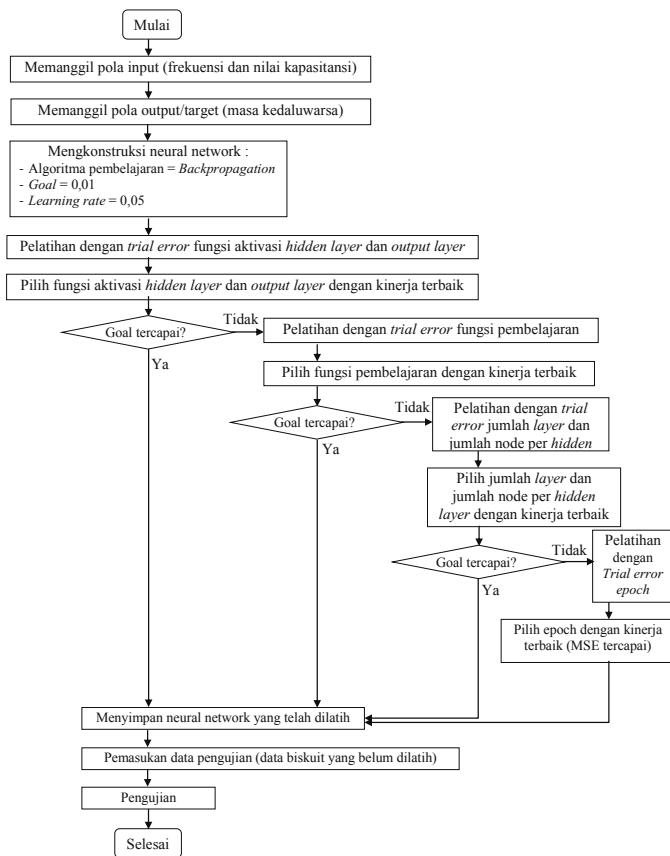 Mulai
Memanggil pola input (frekuensi dan nilai kapasitansi)
Memanggil pola output/target (masa kedaluwarsa)
Mengkonstruksi neural network :
- Algoritma pembelajaran = Backpropagation
- Goal = 0,01
- Learning rate = 0,05
Pelatihan dengan trial error fungsi aktivasi hidden layer dan output layer
Pilih fungsi aktivasi hidden layer dan output layer dengan kinerja terbaik
Goal tercapai?
Tidak
Ya
Pelatihan dengan trial error fungsi pembelajaran
Pilih fungsi pembelajaran dengan kinerja terbaik
Goal tercapai?
Tidak
Ya
Pelatihan dengan trial
error jumlah layer dan
jumlah node per hidden
Pilih jumlah layer dan
jumlah node per hidden
layer dengan kinerja terbaik
Goal tercapai?
Tidak
Ya
Pelatihan
dengan
Trial error
epoch
Pilih epoch dengan kinerja
terbaik (MSE tercapai)
Menyimpan neural network yang telah dilatih
Pemasukan data pengujian (data biskuit yang belum dilatih)
Pengujian
Selesai